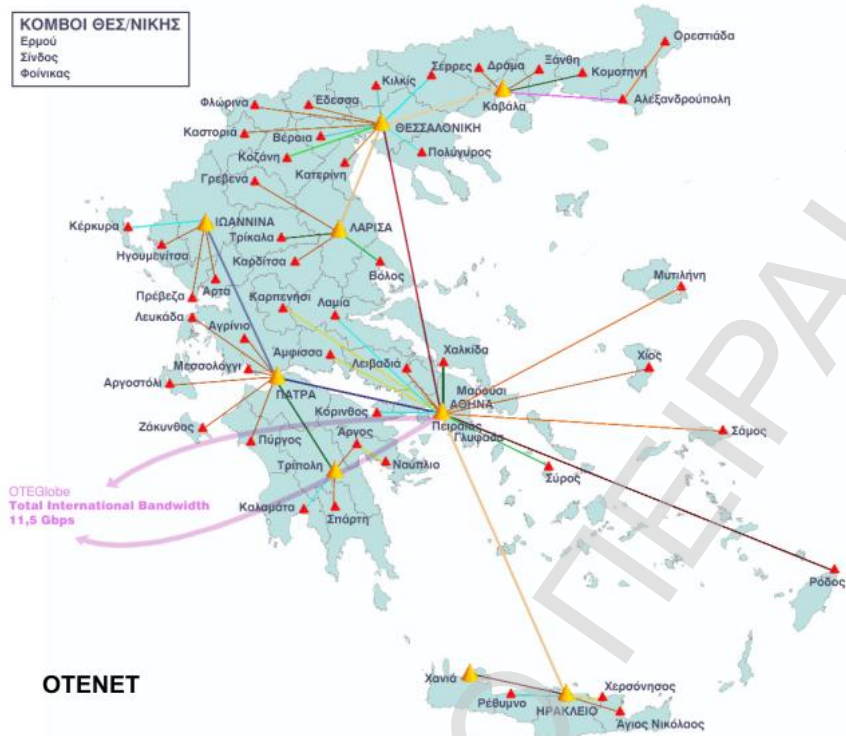 ΚΟΜΒΟΙ ΘΕΣ/ΝΙΚΗΣ
Ερμού
Σίνδος
Φοίνικας
Ορεστιάδα
Σέρρες
Δράμα
Ξάνθη
Κομοτηνή
Κιλκίς
Καβάλα
Αλεξανδρούπολη
Φλώρινα
Έδεσσα
ΘΕΣΣΑΛΟΝΙΚΗ
Καστοριά
Βέροια
Πολύγυρος
Κοζάνη
Κατερίνη
Γρεβενά
Κέρκυρα
ΙΩΑΝΝΙΝΑ
ΛΑΡΙΣΑ
Τρίκαλα
Ηγουμενίτσα
Καρδίτσα
Βόλος
Μυτιλήνη
Πρέβεζα
Άρτα
Καρπενήσι
Λαμία
Λευκάδα
Αγρίνιο
Άμφισσα
Λειβαδιά
Χαλκίδα
Χίος
Μεσσολόγγι
Αργοστόλι
ΠΑΤΡΑ
Μαρούσι
ΑΘΗΝΑ
Κόρινθος
Πειραιάς
Γλυφάδα
Σάμος
Ζάκυνθος
Πύργος
Άργος
Ναύπλιο
Τρίπολη
Σύρος
OTEGlobe
Total International Bandwidth
11,5 Gbps
Καλαμάτα
Σπάρτη
Ρόδος
OTENET
Χανιά
Ρέθυμνο
ΗΡΑΚΛΕΙΟ
Χερσόνησος
Άγιος Νικόλαος
Ο ΠΕΙΡΑΙ